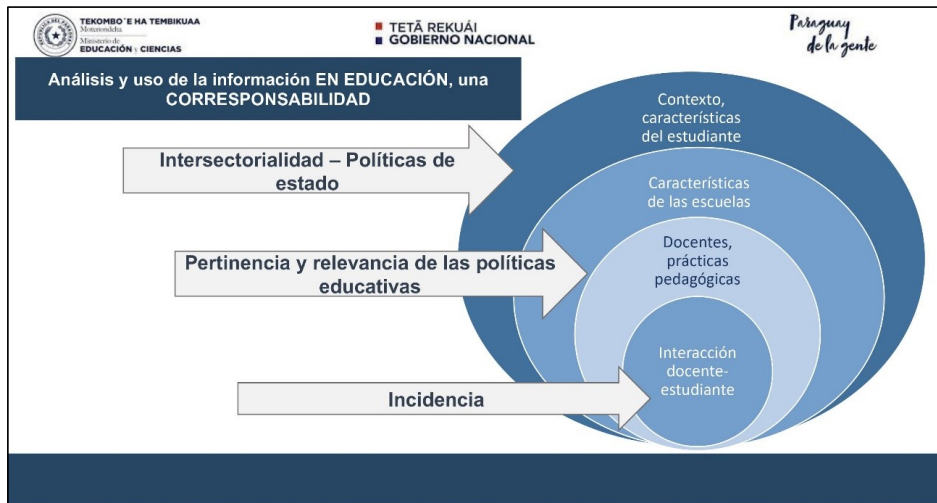 TEKOMBO´E HA TEMBIKUAA
Motenondeha
Ministerio de
EDUCACIÓN y CIENCIAS
TETÃ REKUÁI
GOBIERNO NACIONAL
Paraguay
de la gente
Análisis y uso de la información EN EDUCACIÓN, una
CORRESPONSABILIDAD
Contexto,
características
del estudiante
Intersectorialidad – Políticas de
estado
Características
de las escuelas
Docentes,
prácticas
pedagógicas
Pertinencia y relevancia de las políticas
educativas
Interacción
docente-
estudiante
Incidencia